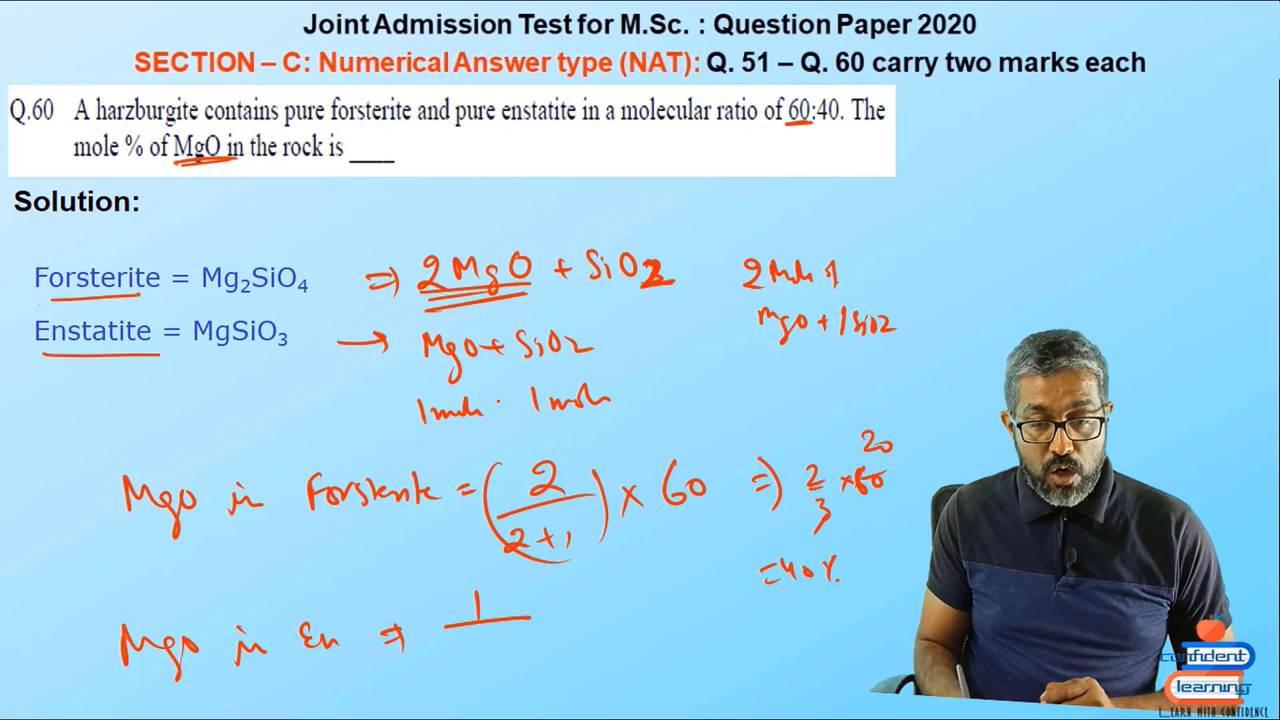 Joint Admission Test for M.Sc. : Question Paper 2020
SECTION – C: Numerical Answer type (NAT): Q. 51 – Q. 60 carry two marks each
Q.60 A harzburgite contains pure forsterite and pure enstatite in a molecular ratio of 60:40. The
mole % of MgO in the rock is ____
Solution:
Forsterite = Mg₂SiO₄ ⇒ 2MgO + SiO2
Enstatite = MgSiO₃ → MgO + SiO2
1 mole · 1 mole
2 mole of
MgO + 1 SiO2
MgO in Forsterite = (2/(2+1)) × 60 ⇒ 2/3 × 60 20
= 40%
MgO in En ⇒ 1
confident
learning
LEARN WITH CONFIDENCE